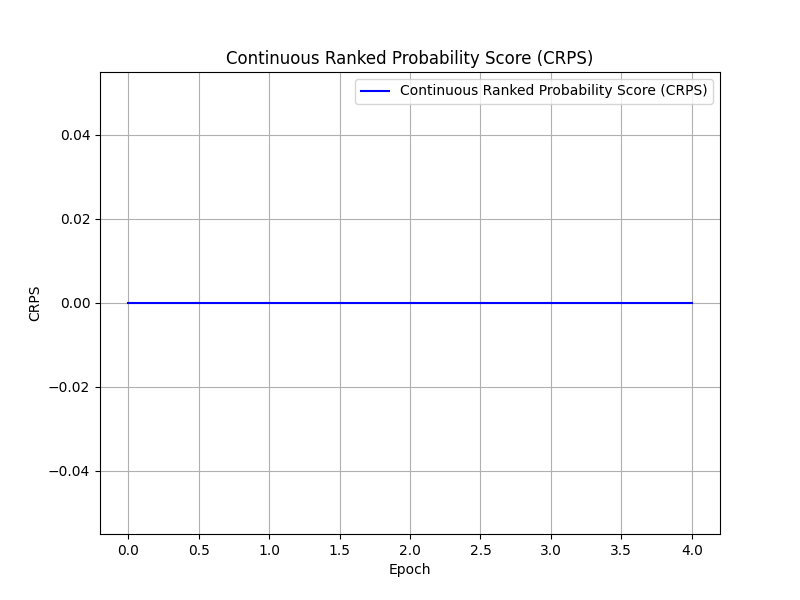 Continuous Ranked Probability Score (CRPS)
Continuous Ranked Probability Score (CRPS)
0.04
0.02
0.00
−0.02
−0.04
CRPS
0.0 0.5 1.0 1.5 2.0 2.5 3.0 3.5 4.0
Epoch